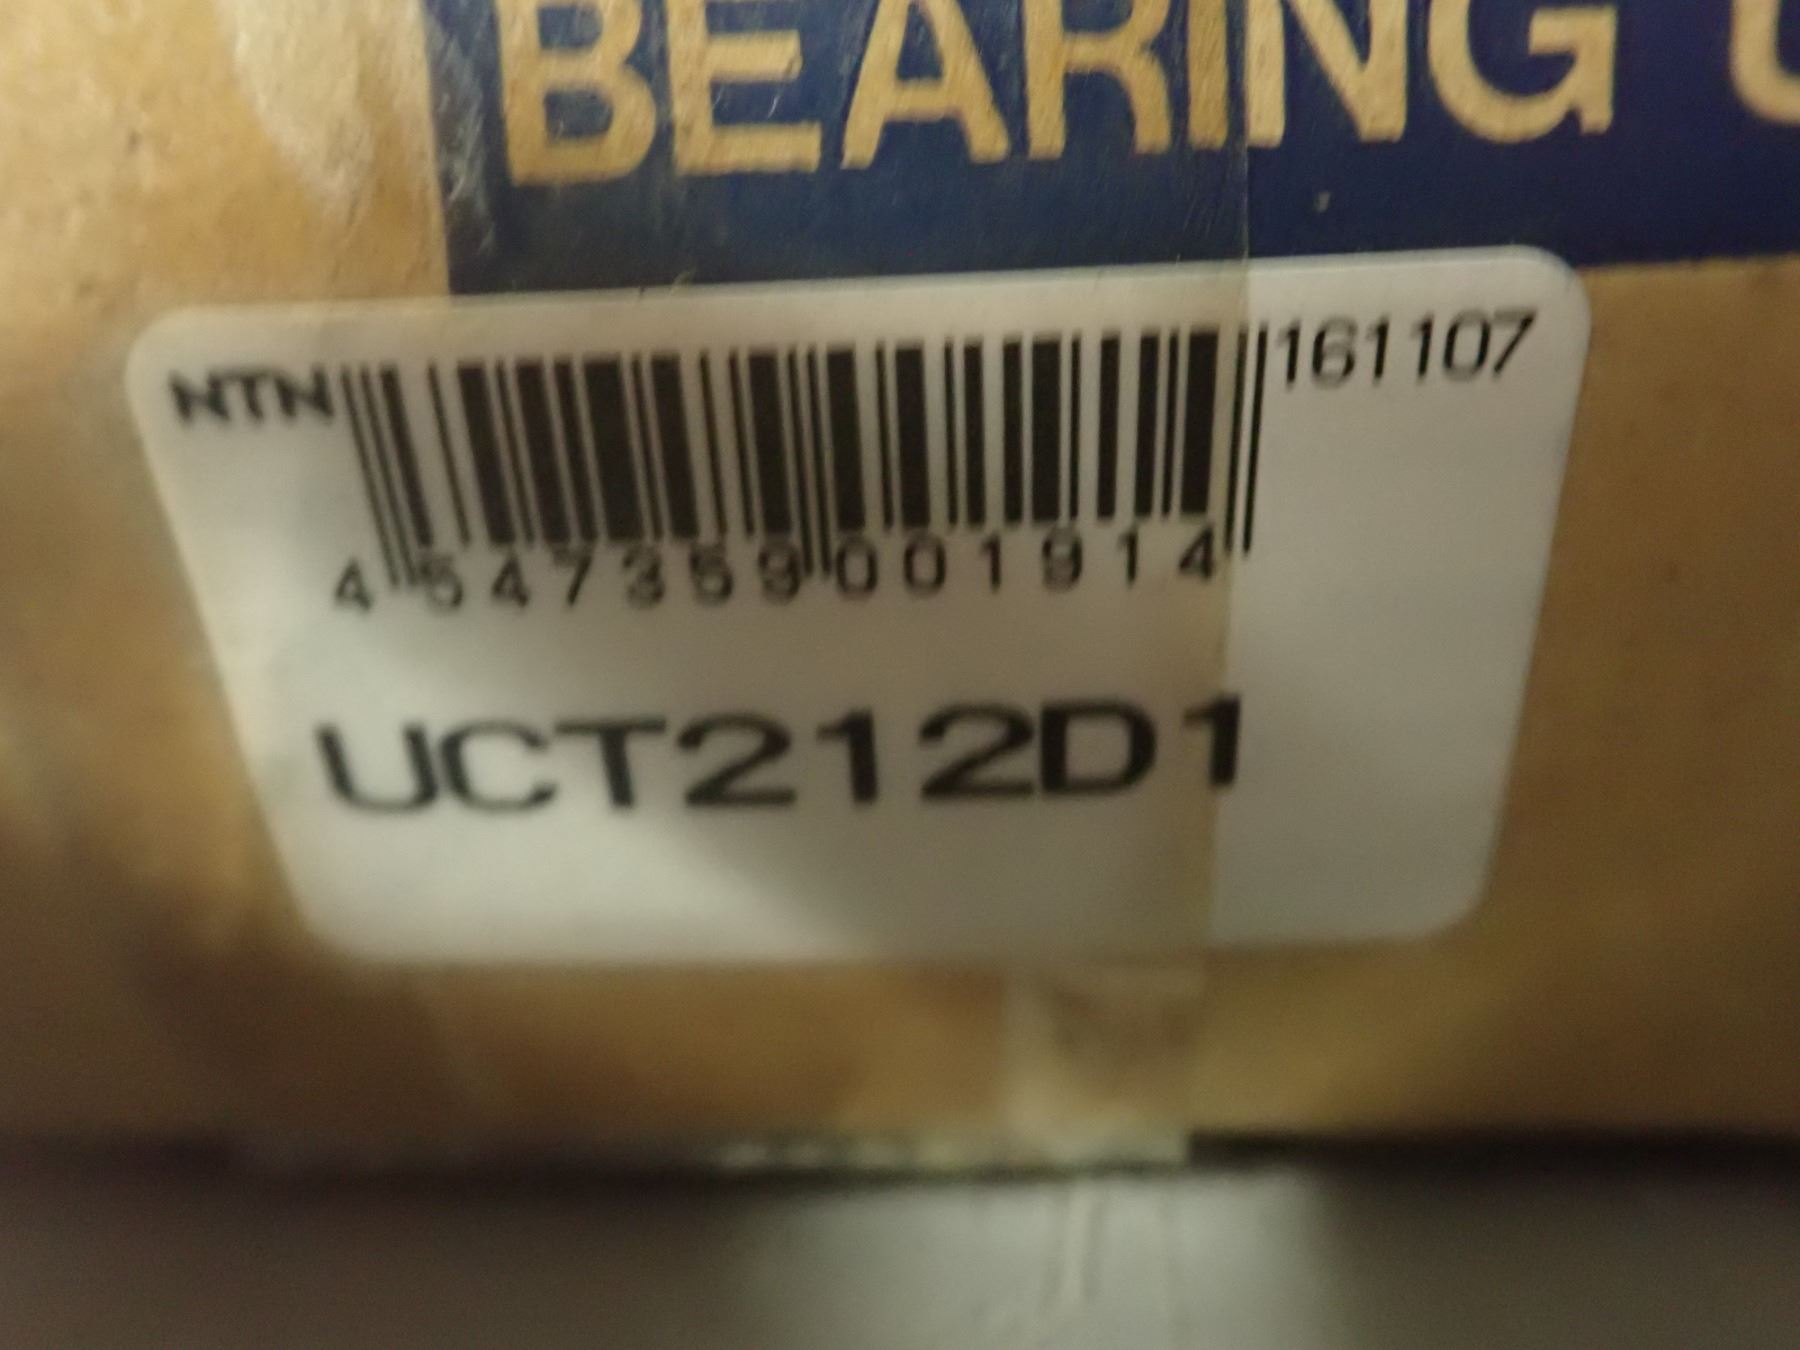 BEARING U
NTN 161107
4547359001914
UCT212D1